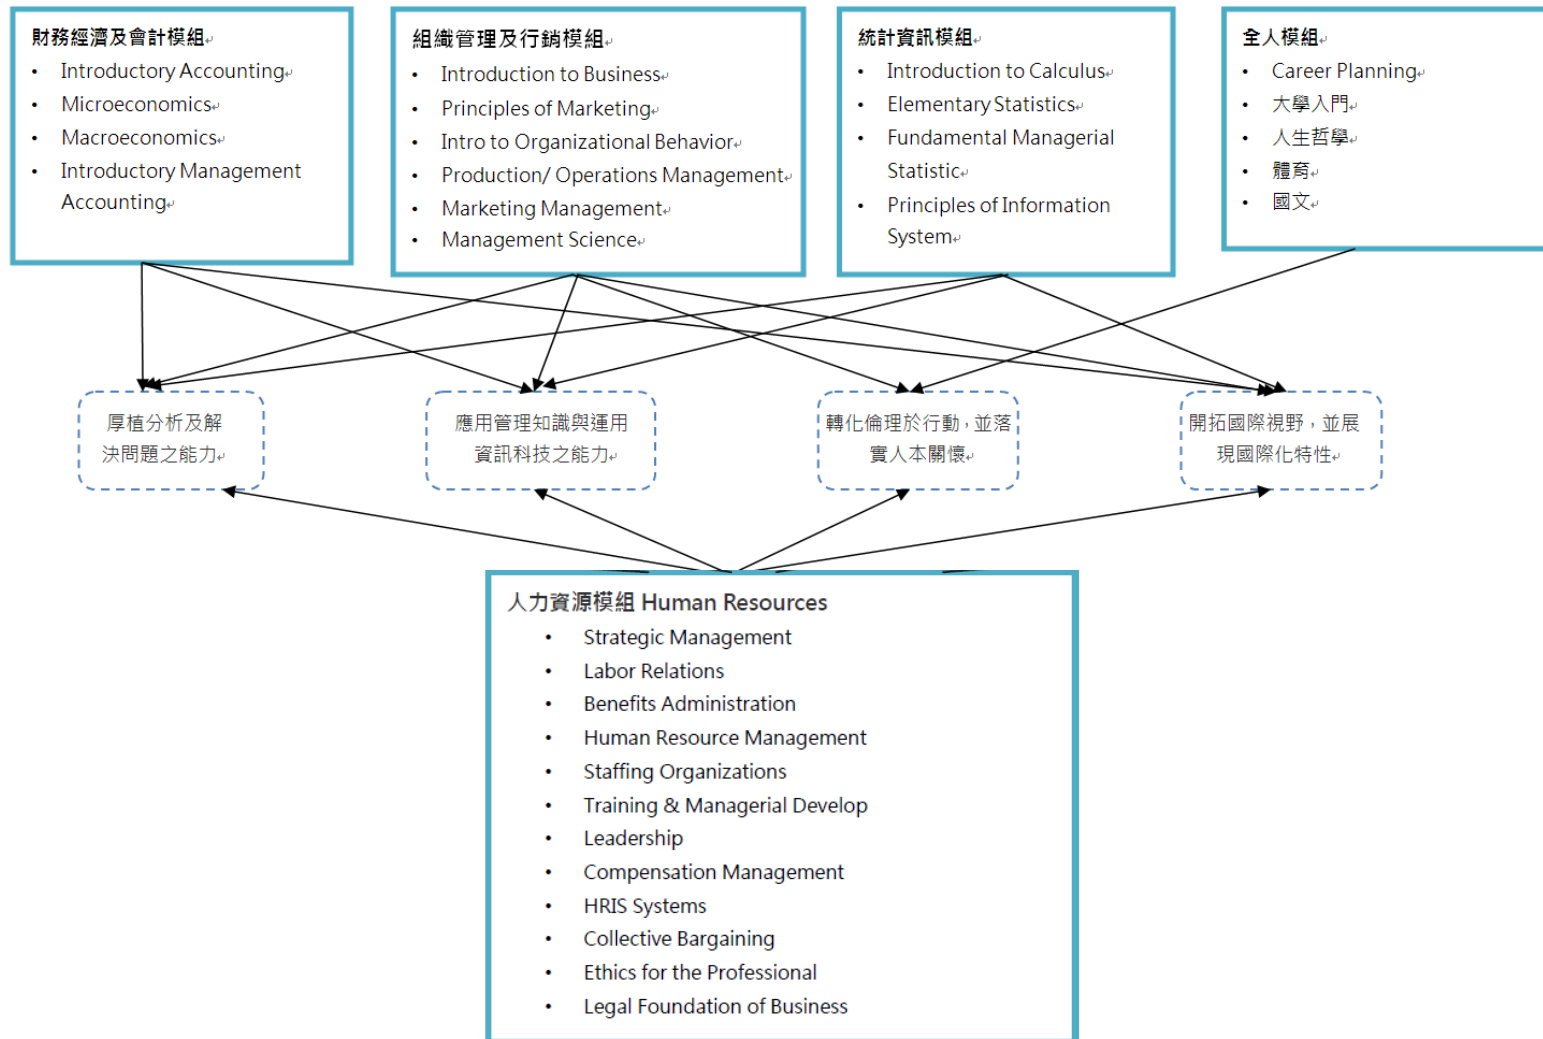 財務經濟及會計模組
• Introductory Accounting
• Microeconomics
• Macroeconomics
• Introductory Management
Accounting
組織管理及行銷模組
• Introduction to Business
• Principles of Marketing
• Intro to Organizational Behavior
• Production/ Operations Management
• Marketing Management
• Management Science
統計資訊模組
• Introduction to Calculus
• Elementary Statistics
• Fundamental Managerial
Statistic
• Principles of Information
System
全人模組
• Career Planning
• 大學入門
• 人生哲學
• 體育
• 國文
厚植分析及解
決問題之能力
應用管理知識與運用
資訊科技之能力
轉化倫理於行動，並落
實人本關懷
開拓國際視野，並展
現國際化特性
人力資源模組 Human Resources
• Strategic Management
• Labor Relations
• Benefits Administration
• Human Resource Management
• Staffing Organizations
• Training & Managerial Develop
• Leadership
• Compensation Management
• HRIS Systems
• Collective Bargaining
• Ethics for the Professional
• Legal Foundation of Business